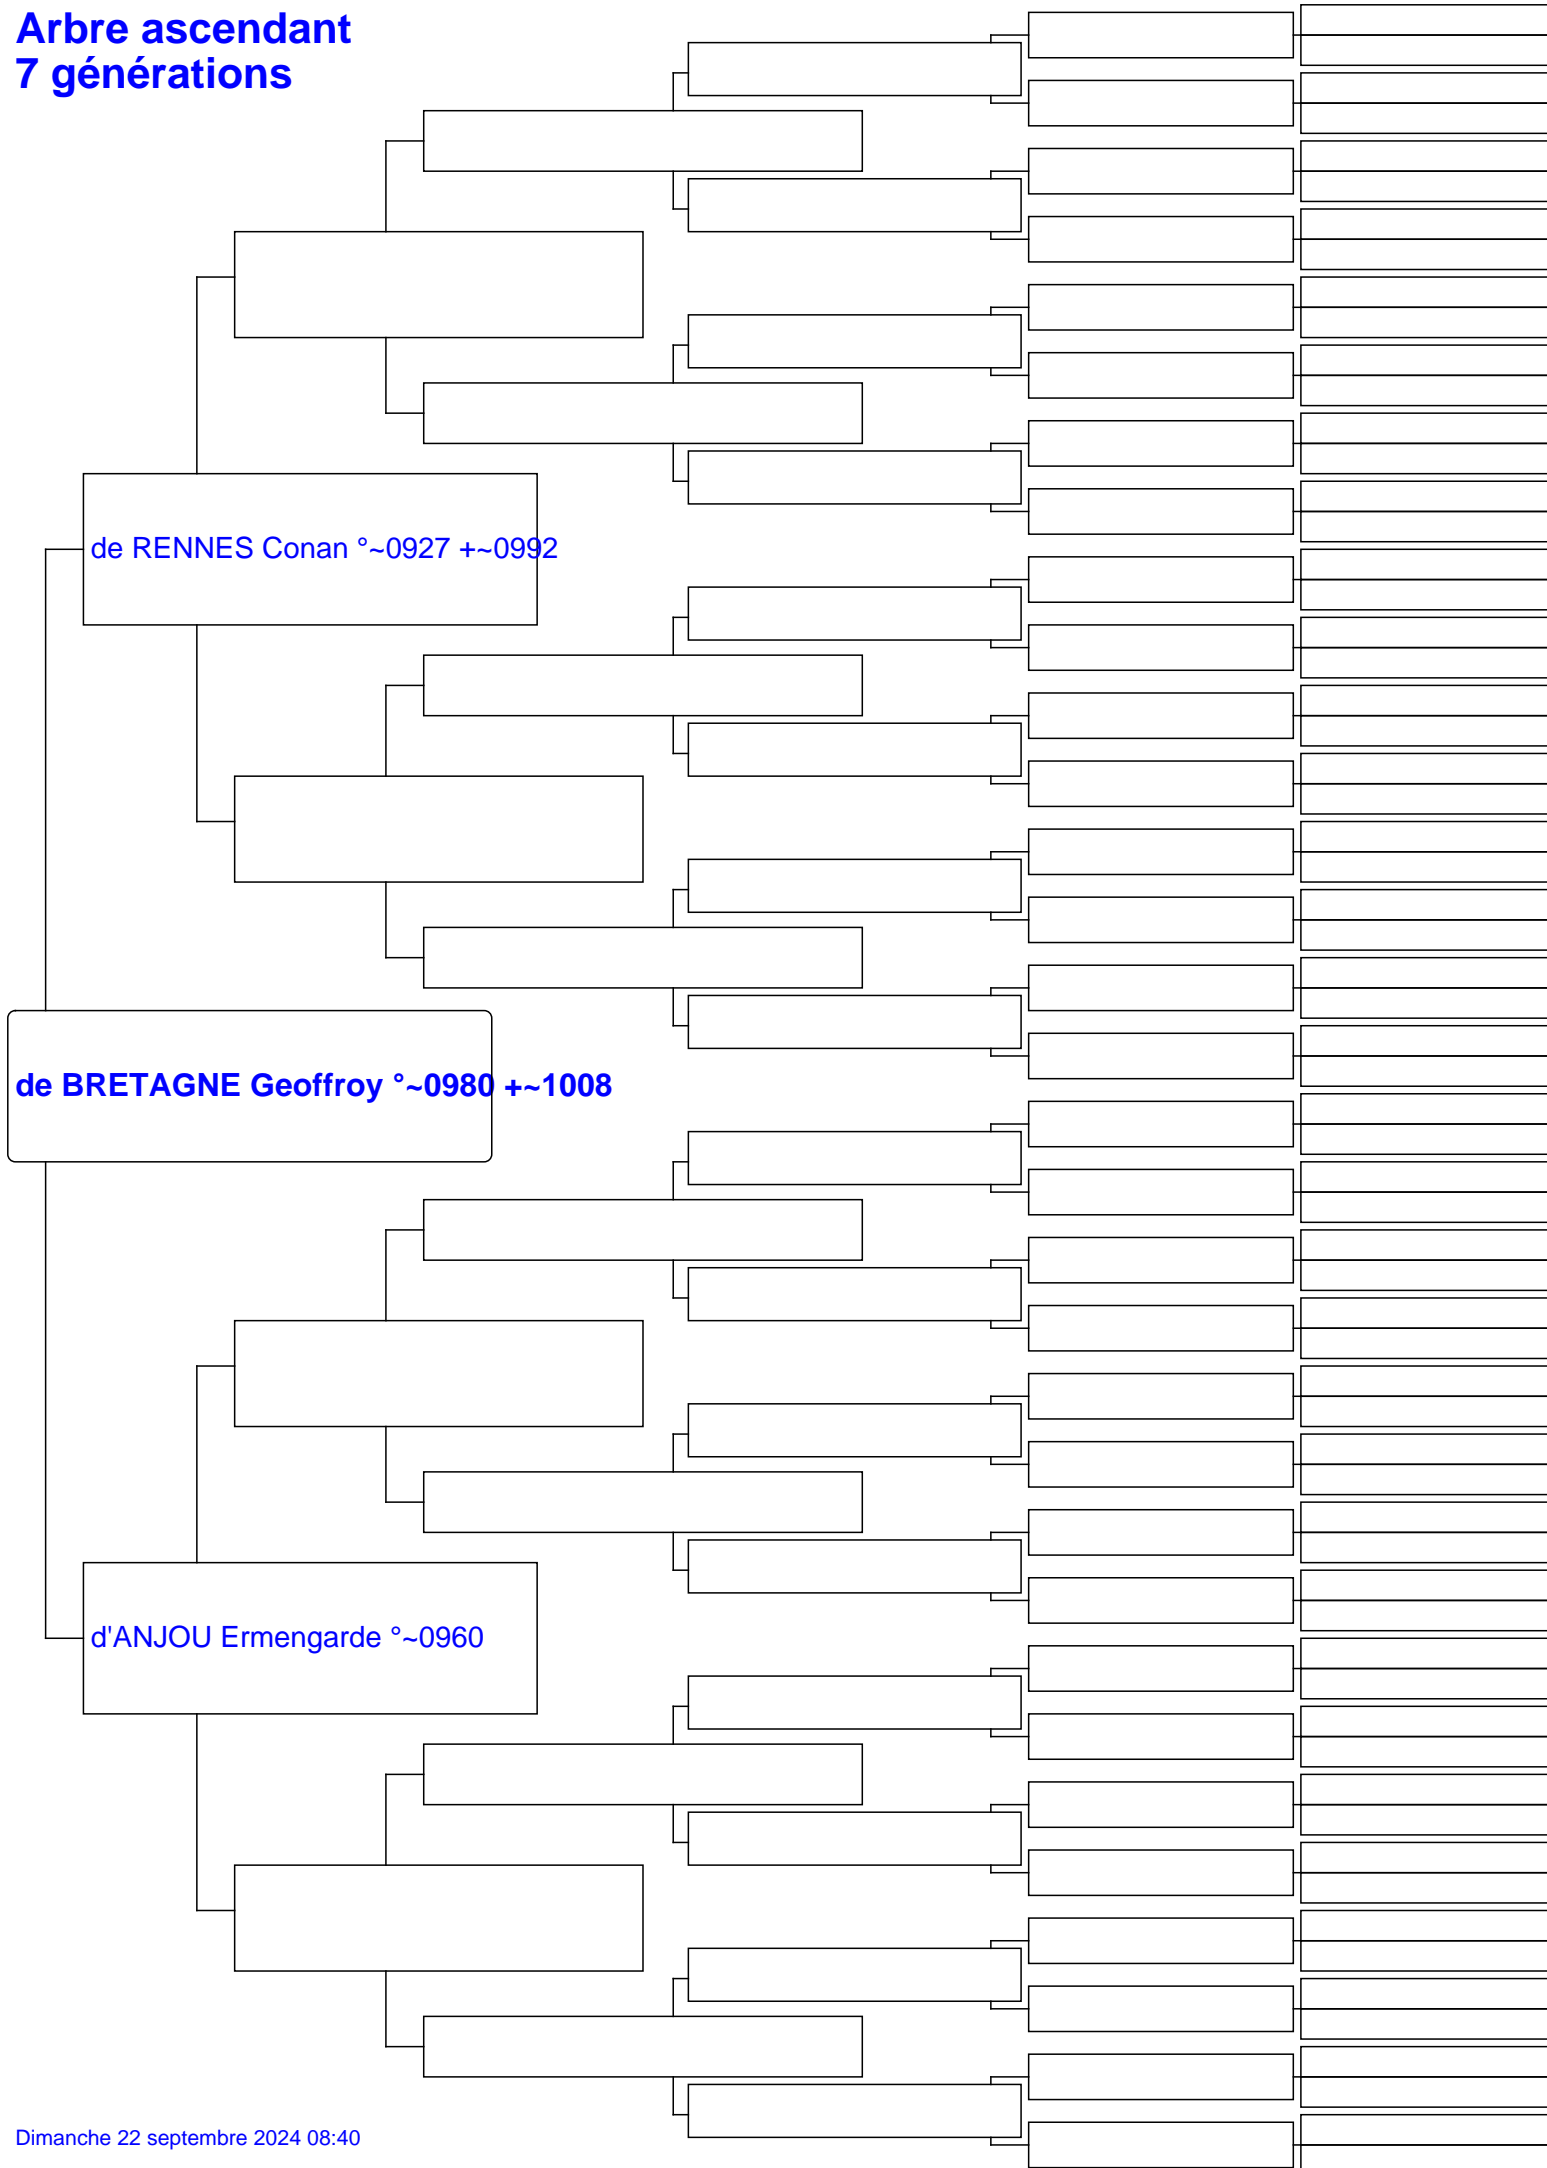 Arbre ascendant
7 générations
de RENNES Conan °~0927 +~0992
de BRETAGNE Geoffroy °~0980 +~1008
d'ANJOU Ermengarde °~0960
Dimanche 22 septembre 2024 08:40